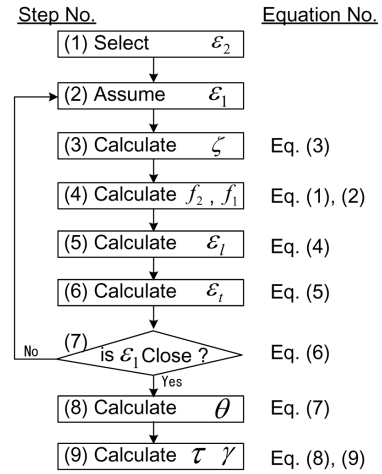 Step No. Equation No.
(1) Select ε₂
(2) Assume ε₁
(3) Calculate ζ Eq. (3)
(4) Calculate f₂ , f₁ Eq. (1), (2)
(5) Calculate εₗ Eq. (4)
(6) Calculate εₜ Eq. (5)
(7) is ε₁ Close ? Eq. (6)
No
Yes
(8) Calculate θ Eq. (7)
(9) Calculate τ γ Eq. (8), (9)